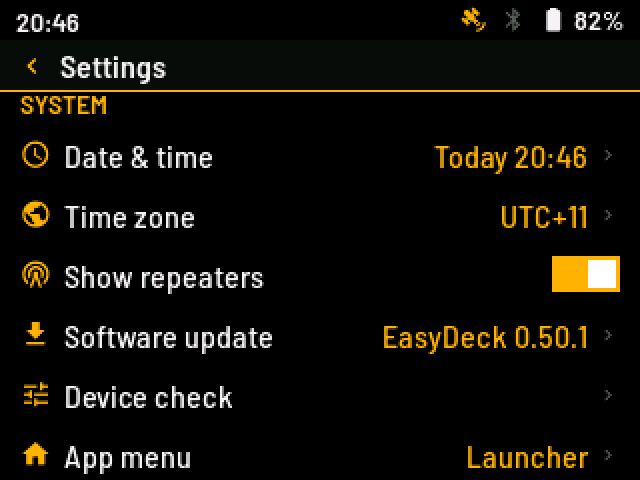 20:46 82%
Settings
SYSTEM
Date & time Today 20:46
Time zone UTC+11
Show repeaters
Software update EasyDeck 0.50.1
Device check
App menu Launcher